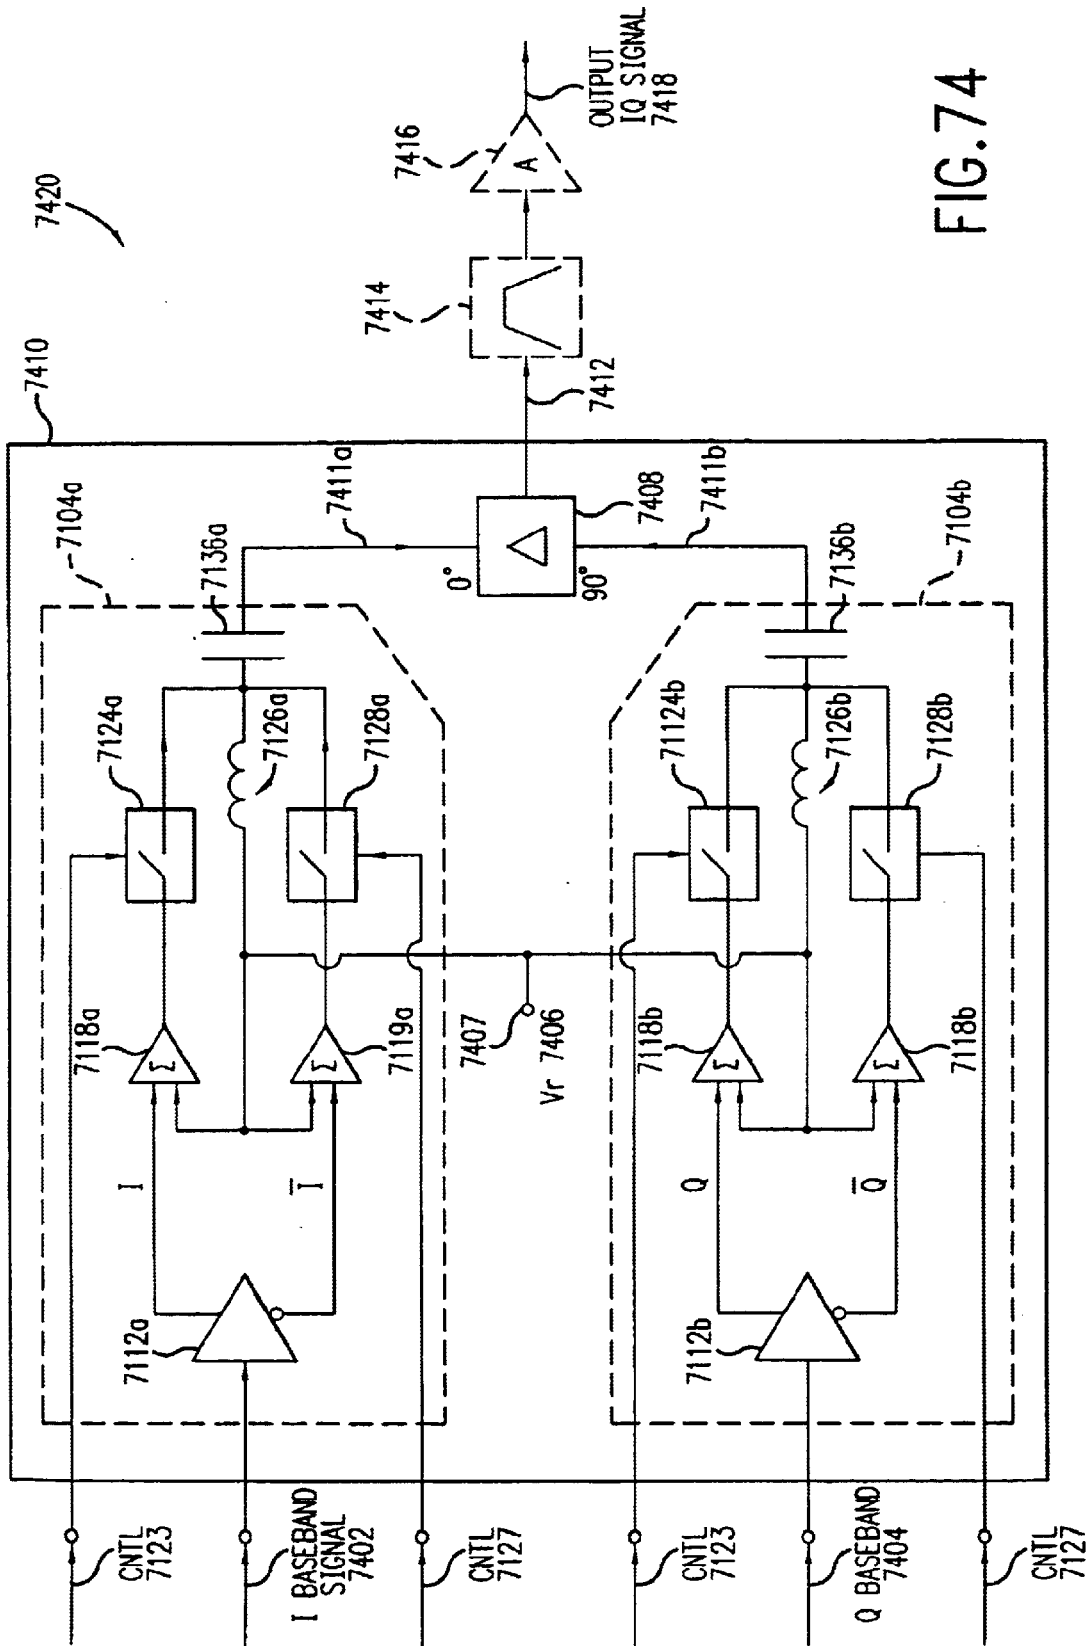 7420
7410
7104a
7124a
7136a
7411a
7416
A
OUTPUT
IQ SIGNAL
7418
7414
7412
CNTL
7123
7118a
Σ
I
7112a
I BASEBAND
SIGNAL
7402
7126a
0°
7408
90°
7411b
7128a
Σ
7119a
Ī
CNTL
7127
7407
Vr 7406
CNTL
7123
71124b
7136b
7104b
7118b
Σ
Q
7112b
Q BASEBAND
7404
7126b
7128b
Σ
7118b
Q̄
CNTL
7127
FIG.74